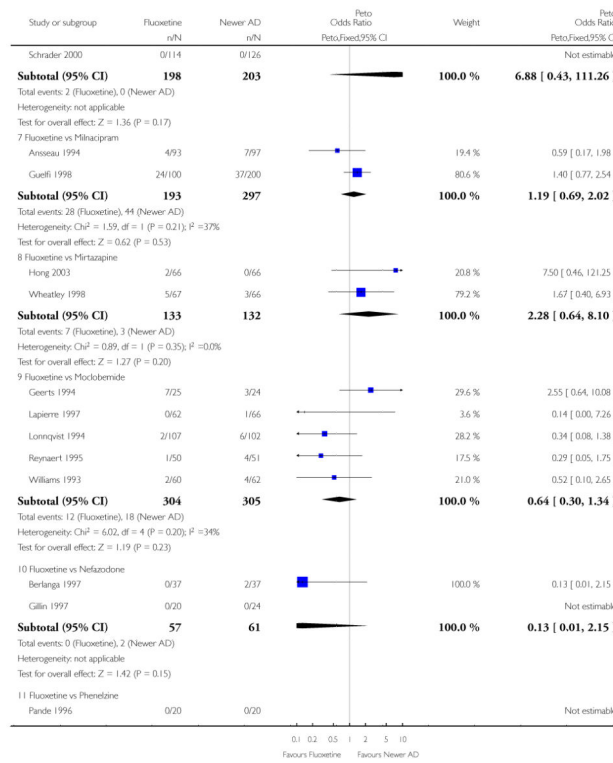 Study or subgroup Fluoxetine Newer AD Peto Odds Ratio Weight Peto Odds Ratio
n/N n/N Peto,Fixed,95% CI Peto,Fixed,95% C
Schrader 2000 0/114 0/126 Not estimable
Subtotal (95% CI) 198 203 100.0 % 6.88 [ 0.43, 111.26
Total events: 2 (Fluoxetine), 0 (Newer AD)
Heterogeneity: not applicable
Test for overall effect: Z = 1.36 (P = 0.17)
7 Fluoxetine vs Milnacipram
Ansseau 1994 4/93 7/97 19.4 % 0.59 [ 0.17, 1.98
Guelfi 1998 24/100 37/200 80.6 % 1.40 [ 0.77, 2.54
Subtotal (95% CI) 193 297 100.0 % 1.19 [ 0.69, 2.02
Total events: 28 (Fluoxetine), 44 (Newer AD)
Heterogeneity: Chi² = 1.59, df = 1 (P = 0.21); I² =37%
Test for overall effect: Z = 0.62 (P = 0.53)
8 Fluoxetine vs Mirtazapine
Hong 2003 2/66 0/66 20.8 % 7.50 [ 0.46, 121.25
Wheatley 1998 5/67 3/66 79.2 % 1.67 [ 0.40, 6.93
Subtotal (95% CI) 133 132 100.0 % 2.28 [ 0.64, 8.10
Total events: 7 (Fluoxetine), 3 (Newer AD)
Heterogeneity: Chi² = 0.89, df = 1 (P = 0.35); I² =0.0%
Test for overall effect: Z = 1.27 (P = 0.20)
9 Fluoxetine vs Moclobemide
Geerts 1994 7/25 3/24 29.6 % 2.55 [ 0.64, 10.08
Lapierre 1997 0/62 1/66 3.6 % 0.14 [ 0.00, 7.26
Lonnqvist 1994 2/107 6/102 28.2 % 0.34 [ 0.08, 1.38
Reynaert 1995 1/50 4/51 17.5 % 0.29 [ 0.05, 1.75
Williams 1993 2/60 4/62 21.0 % 0.52 [ 0.10, 2.65
Subtotal (95% CI) 304 305 100.0 % 0.64 [ 0.30, 1.34
Total events: 12 (Fluoxetine), 18 (Newer AD)
Heterogeneity: Chi² = 6.02, df = 4 (P = 0.20); I² =34%
Test for overall effect: Z = 1.19 (P = 0.23)
10 Fluoxetine vs Nefazodone
Berlanga 1997 0/37 2/37 100.0 % 0.13 [ 0.01, 2.15
Gillin 1997 0/20 0/24 Not estimable
Subtotal (95% CI) 57 61 100.0 % 0.13 [ 0.01, 2.15
Total events: 0 (Fluoxetine), 2 (Newer AD)
Heterogeneity: not applicable
Test for overall effect: Z = 1.42 (P = 0.15)
11 Fluoxetine vs Phenelzine
Pande 1996 0/20 0/20 Not estimable
0.1 0.2 0.5 1 2 5 10
Favours Fluoxetine Favours Newer AD